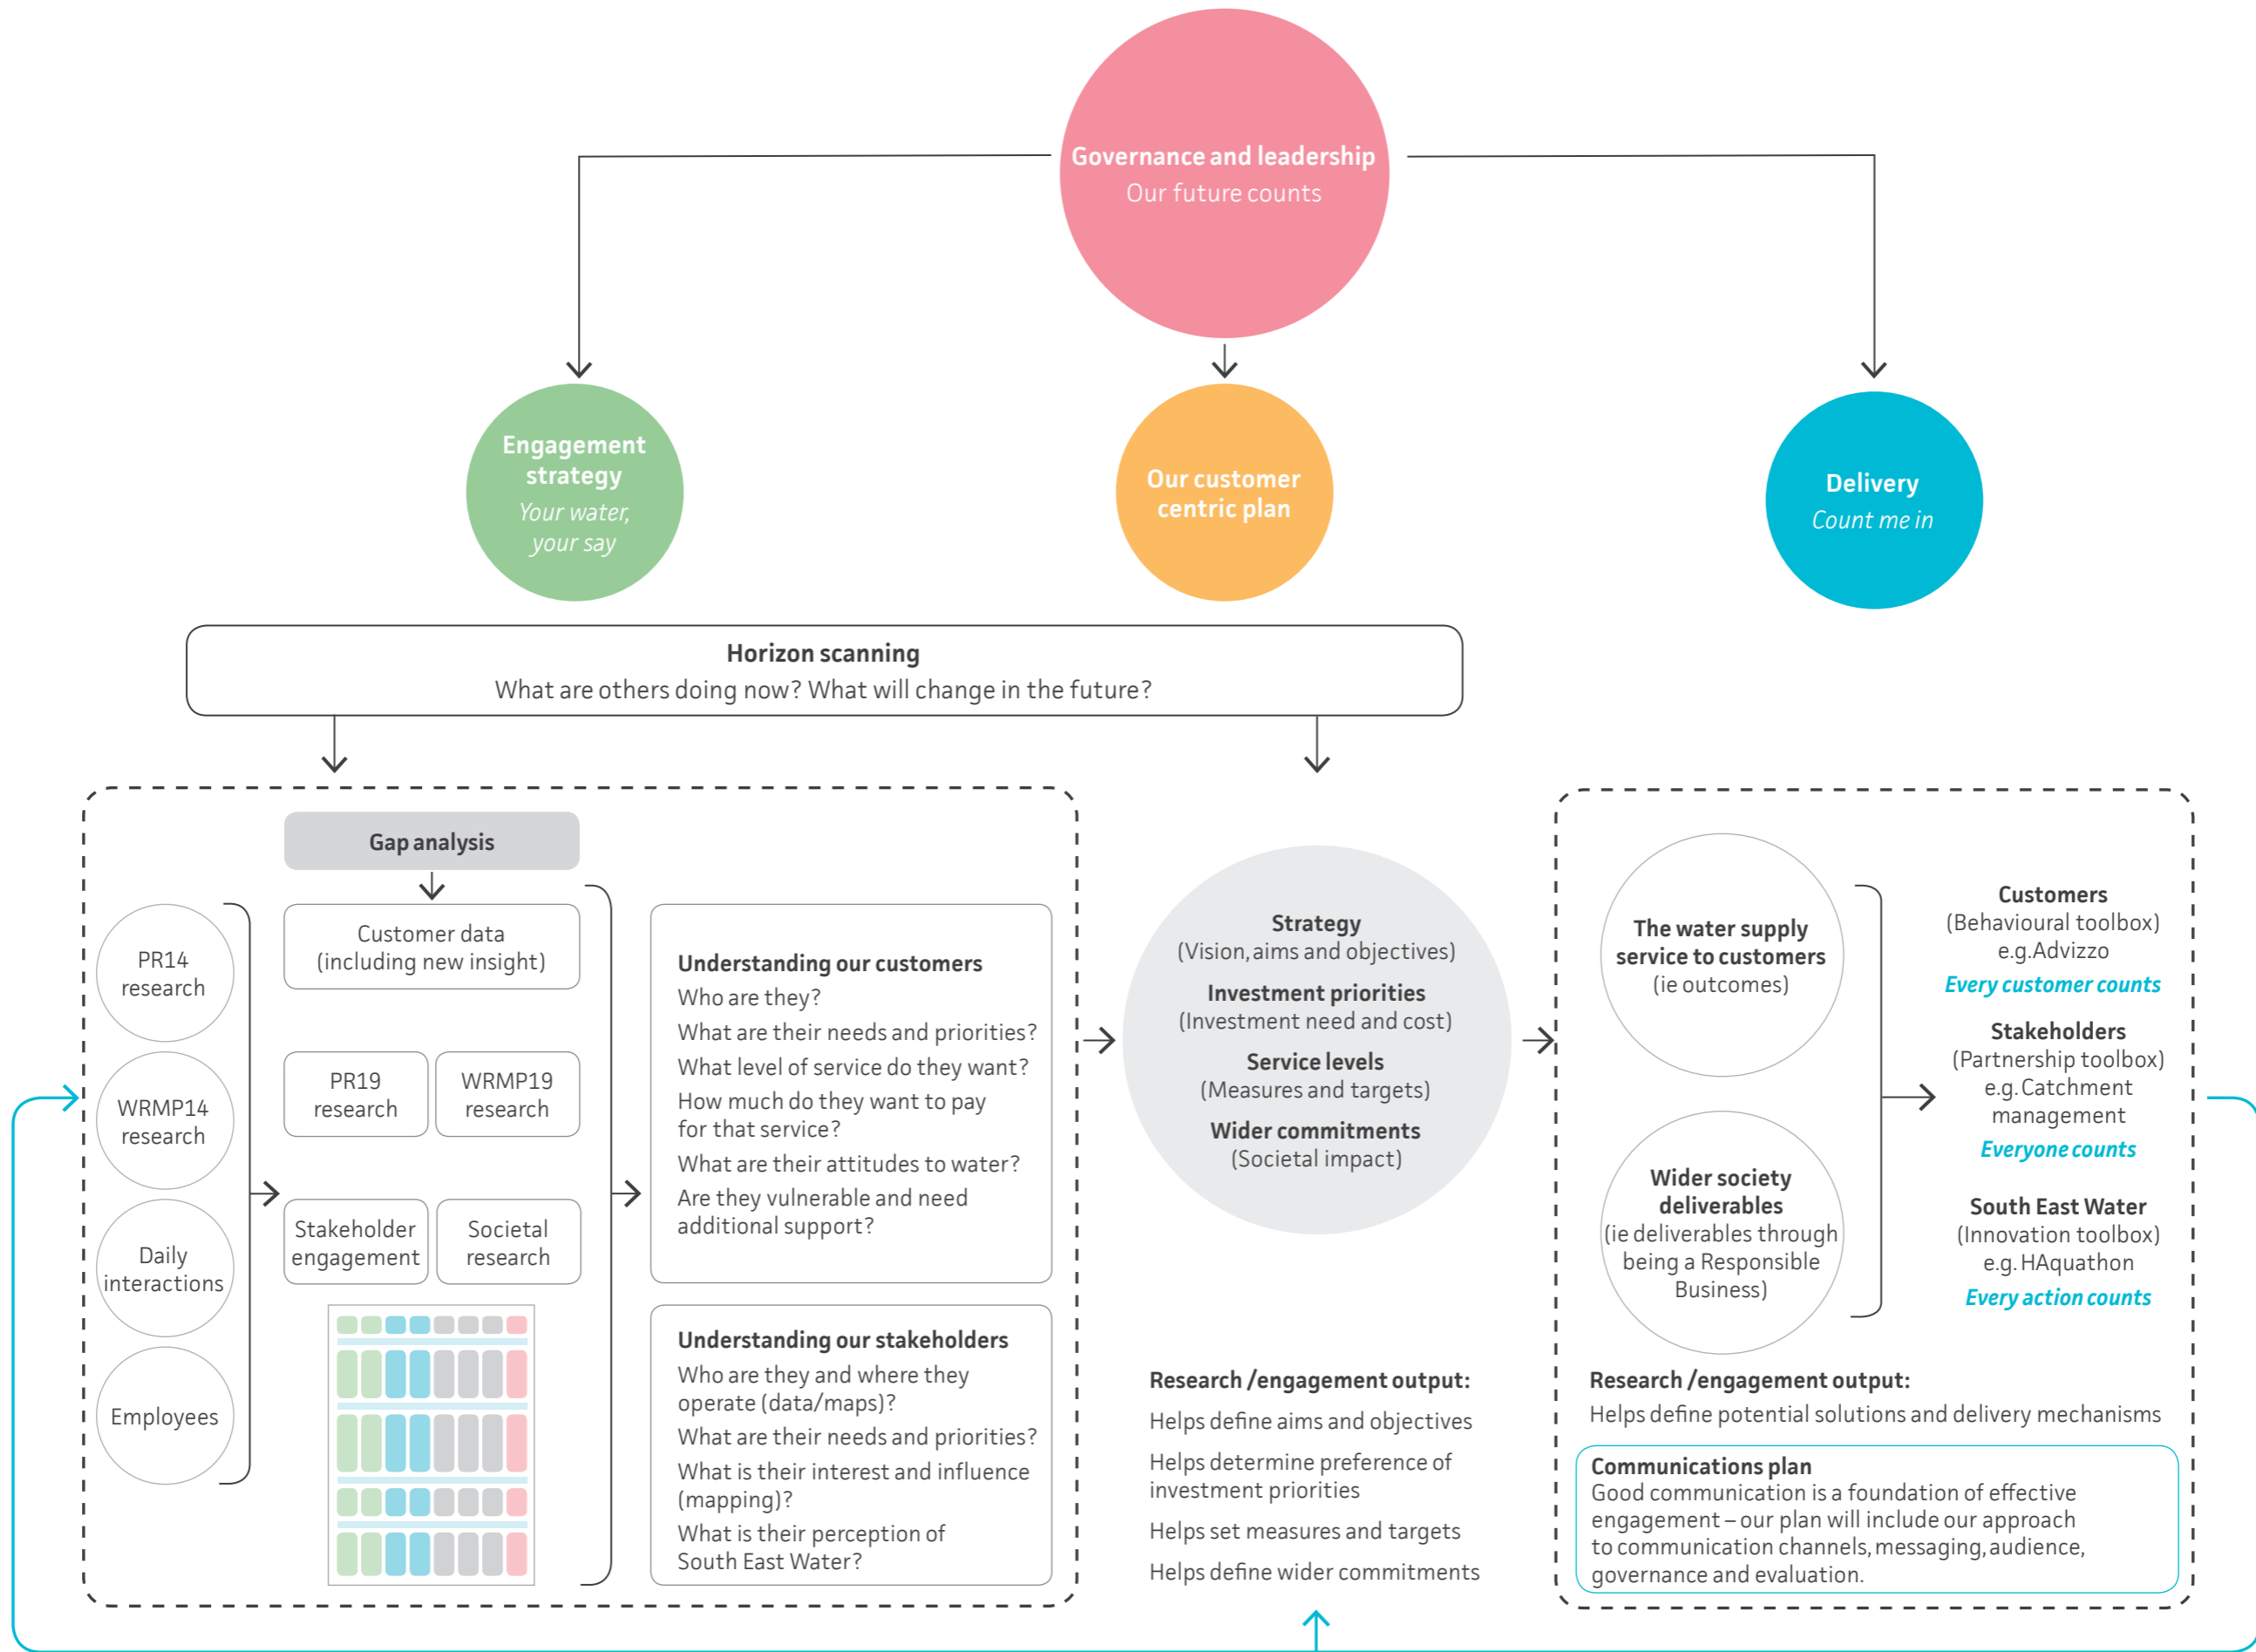 Governance and leadership
Our future counts
Engagement
strategy
Your water,
your say
Our customer
centric plan
Delivery
Count me in
Horizon scanning
What are others doing now? What will change in the future?
Gap analysis
PR14
research
WRMP14
research
Daily
interactions
Employees
Customer data
(including new insight)
PR19
research
WRMP19
research
Stakeholder
engagement
Societal
research
Understanding our customers
Who are they?
What are their needs and priorities?
What level of service do they want?
How much do they want to pay
for that service?
What are their attitudes to water?
Are they vulnerable and need
additional support?
Understanding our stakeholders
Who are they and where they
operate (data/maps)?
What are their needs and priorities?
What is their interest and influence
(mapping)?
What is their perception of
South East Water?
Strategy
(Vision, aims and objectives)
Investment priorities
(Investment need and cost)
Service levels
(Measures and targets)
Wider commitments
(Societal impact)
Research /engagement output:
Helps define aims and objectives
Helps determine preference of
investment priorities
Helps set measures and targets
Helps define wider commitments
The water supply
service to customers
(ie outcomes)
Wider society
deliverables
(ie deliverables through
being a Responsible
Business)
Customers
(Behavioural toolbox)
e.g. Advizzo
Every customer counts
Stakeholders
(Partnership toolbox)
e.g. Catchment
management
Everyone counts
South East Water
(Innovation toolbox)
e.g. HAquathon
Every action counts
Research /engagement output:
Helps define potential solutions and delivery mechanisms
Communications plan
Good communication is a foundation of effective
engagement – our plan will include our approach
to communication channels, messaging, audience,
governance and evaluation.